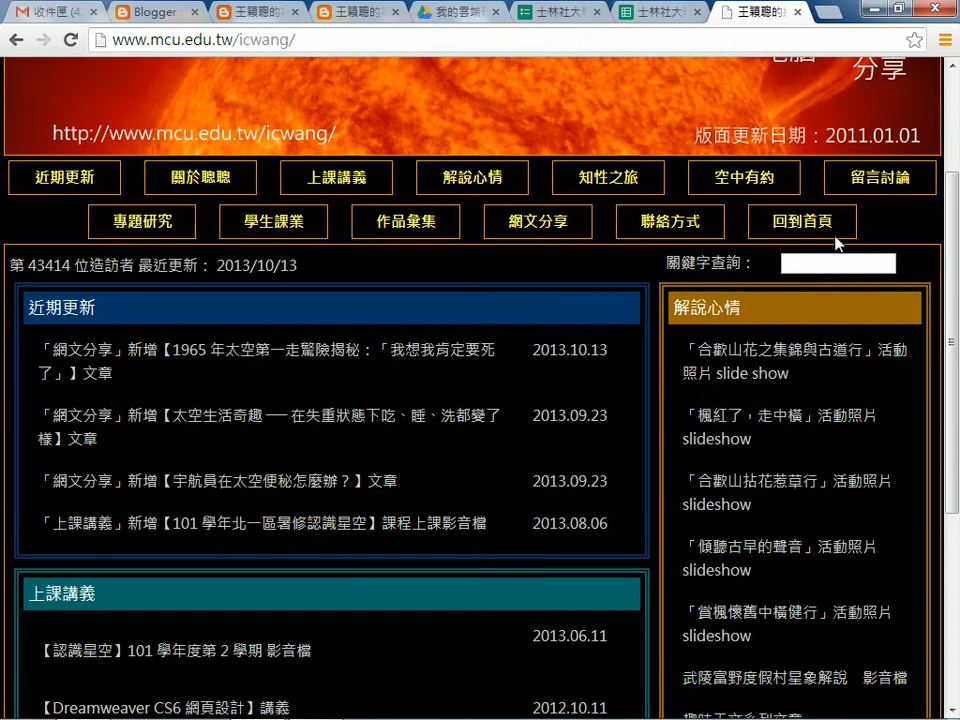 收件匣 (4
Blogger
王穎聰的
王穎聰的
我的雲端
士林社大
士林社大
王穎聰的
www.mcu.edu.tw/icwang/
分享
http://www.mcu.edu.tw/icwang/
版面更新日期：2011.01.01
近期更新 關於聰聰 上課講義 解說心情 知性之旅 空中有約 留言討論
專題研究 學生課業 作品彙集 網文分享 聯絡方式 回到首頁
第 43414 位造訪者 最近更新： 2013/10/13
關鍵字查詢：
近期更新
「網文分享」新增【1965 年太空第一走驚險揭秘：「我想我肯定要死
了」】文章
2013.10.13
「網文分享」新增【太空生活奇趣 ── 在失重狀態下吃、睡、洗都變了
樣】文章
2013.09.23
「網文分享」新增【宇航員在太空便秘怎麼辦？】文章
2013.09.23
「上課講義」新增【101 學年北一區暑修認識星空】課程上課影音檔
2013.08.06
上課講義
【認識星空】101 學年度第 2 學期 影音檔
2013.06.11
【Dreamweaver CS6 網頁設計】講義
2012.10.11
解說心情
「合歡山花之集錦與古道行」活動
照片 slide show
「楓紅了，走中橫」活動照片
slideshow
「合歡山拈花惹草行」活動照片
slideshow
「傾聽古早的聲音」活動照片
slideshow
「賞楓懷舊中橫健行」活動照片
slideshow
武陵富野度假村星象解說　影音檔